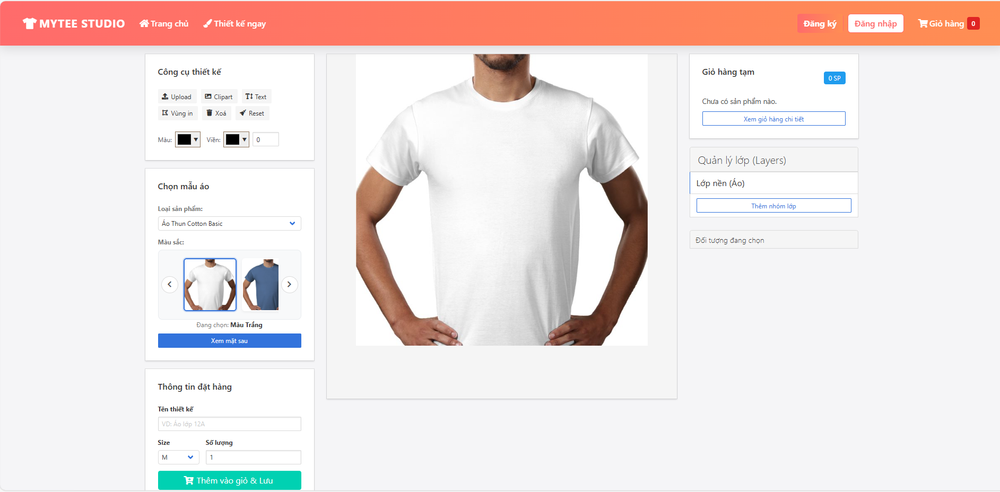 MYTEE STUDIO
Trang chủ
Thiết kế ngay
Đăng ký
Đăng nhập
Giỏ hàng 0
Công cụ thiết kế
Upload
Clipart
Text
Vùng in
Xoá
Reset
Màu:
Viền:
0
Chọn mẫu áo
Loại sản phẩm:
Áo Thun Cotton Basic
Màu sắc:
Đang chọn: Màu Trắng
Xem mặt sau
Thông tin đặt hàng
Tên thiết kế
VD: Áo lớp 12A
Size
Số lượng
M
1
Thêm vào giỏ & Lưu
Giỏ hàng tạm
0 SP
Chưa có sản phẩm nào.
Xem giỏ hàng chi tiết
Quản lý lớp (Layers)
Lớp nền (Áo)
Thêm nhóm lớp
Đối tượng đang chọn